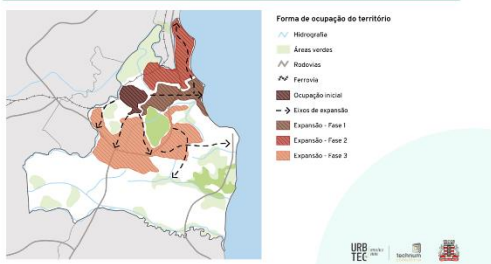 Forma de ocupação do território
Hidrografia
Áreas verdes
Rodovias
Ferrovia
Ocupação inicial
Eixos de expansão
Expansão - Fase 1
Expansão - Fase 2
Expansão - Fase 3
URB
TEC
technum